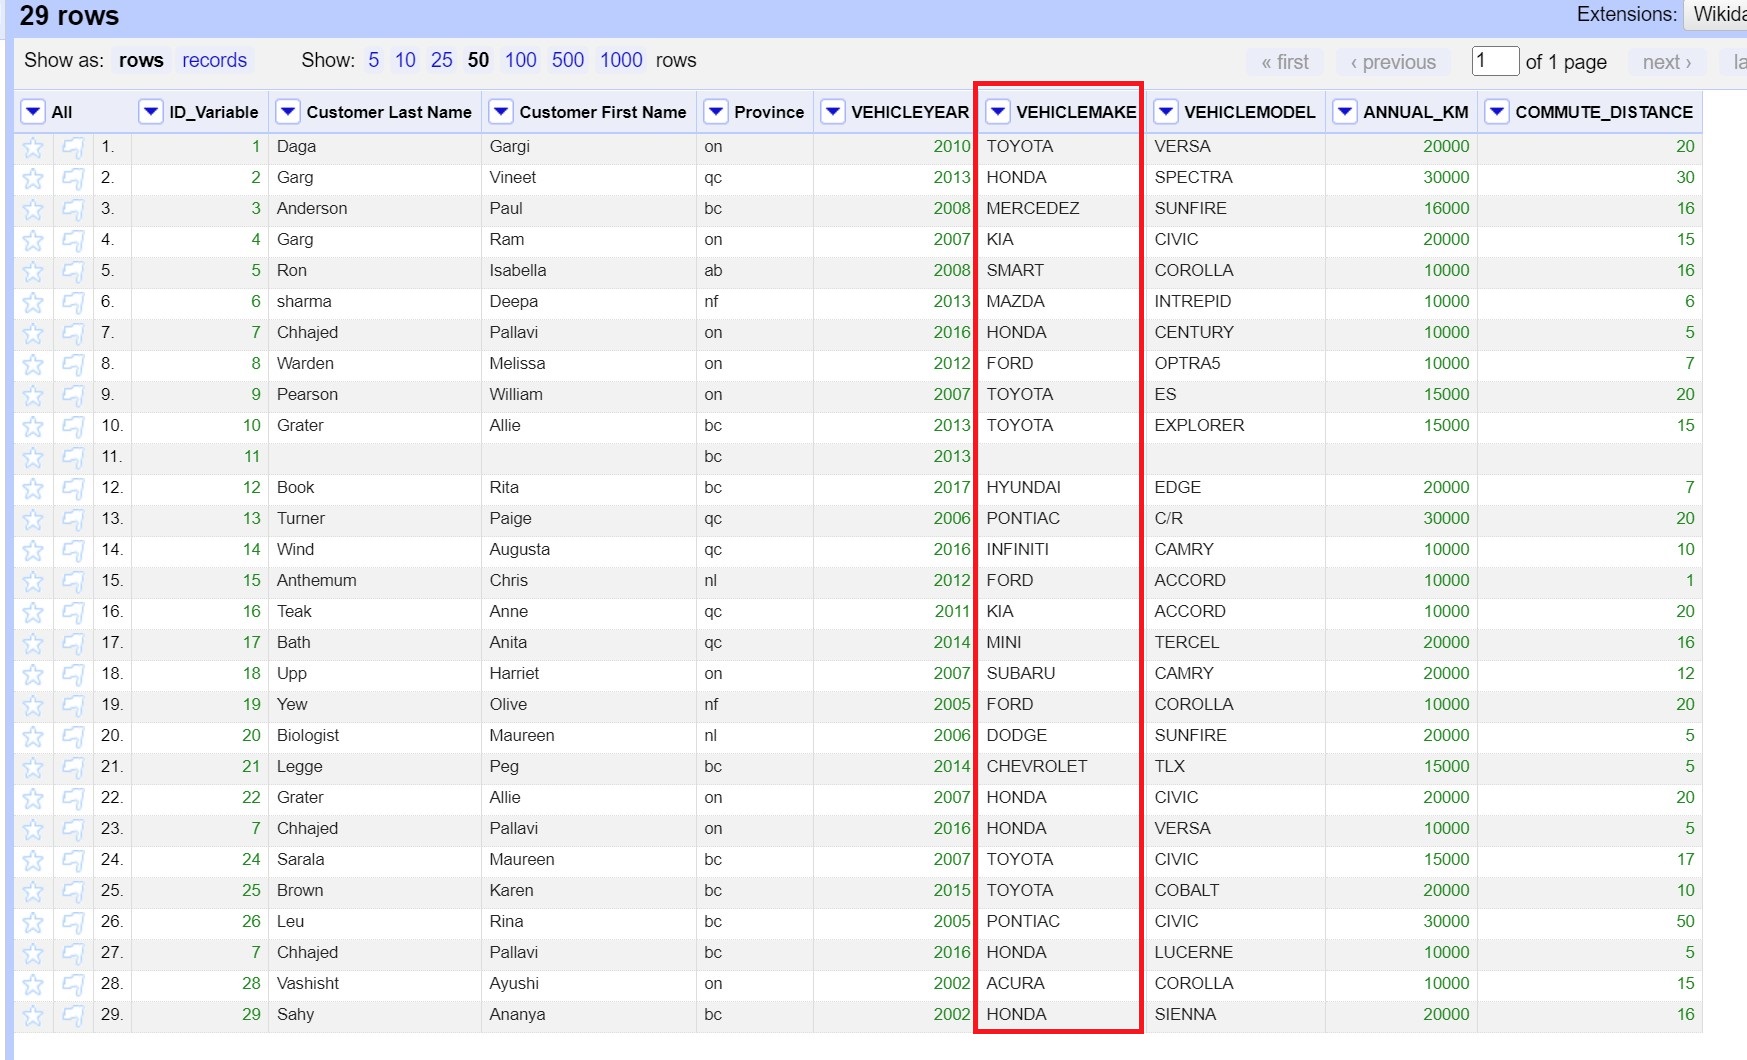 29 rows Extensions: Wikida
Show as: rows records Show: 5 10 25 50 100 500 1000 rows « first ‹ previous 1 of 1 page next › la
All ID_Variable Customer Last Name Customer First Name Province VEHICLEYEAR VEHICLEMAKE VEHICLEMODEL ANNUAL_KM COMMUTE_DISTANCE
1. 1 Daga Gargi on 2010 TOYOTA VERSA 20000 20
2. 2 Garg Vineet qc 2013 HONDA SPECTRA 30000 30
3. 3 Anderson Paul bc 2008 MERCEDEZ SUNFIRE 16000 16
4. 4 Garg Ram on 2007 KIA CIVIC 20000 15
5. 5 Ron Isabella ab 2008 SMART COROLLA 10000 16
6. 6 sharma Deepa nf 2013 MAZDA INTREPID 10000 6
7. 7 Chhajed Pallavi on 2016 HONDA CENTURY 10000 5
8. 8 Warden Melissa on 2012 FORD OPTRA5 10000 7
9. 9 Pearson William on 2007 TOYOTA ES 15000 20
10. 10 Grater Allie bc 2013 TOYOTA EXPLORER 15000 15
11. 11 bc 2013
12. 12 Book Rita bc 2017 HYUNDAI EDGE 20000 7
13. 13 Turner Paige qc 2006 PONTIAC C/R 30000 20
14. 14 Wind Augusta qc 2016 INFINITI CAMRY 10000 10
15. 15 Anthemum Chris nl 2012 FORD ACCORD 10000 1
16. 16 Teak Anne qc 2011 KIA ACCORD 10000 20
17. 17 Bath Anita qc 2014 MINI TERCEL 20000 16
18. 18 Upp Harriet on 2007 SUBARU CAMRY 20000 12
19. 19 Yew Olive nf 2005 FORD COROLLA 10000 20
20. 20 Biologist Maureen nl 2006 DODGE SUNFIRE 20000 5
21. 21 Legge Peg bc 2014 CHEVROLET TLX 15000 5
22. 22 Grater Allie on 2007 HONDA CIVIC 20000 20
23. 7 Chhajed Pallavi on 2016 HONDA VERSA 10000 5
24. 24 Sarala Maureen bc 2007 TOYOTA CIVIC 15000 17
25. 25 Brown Karen bc 2015 TOYOTA COBALT 20000 10
26. 26 Leu Rina bc 2005 PONTIAC CIVIC 30000 50
27. 7 Chhajed Pallavi bc 2016 HONDA LUCERNE 10000 5
28. 28 Vashisht Ayushi on 2002 ACURA COROLLA 10000 15
29. 29 Sahy Ananya bc 2002 HONDA SIENNA 20000 16